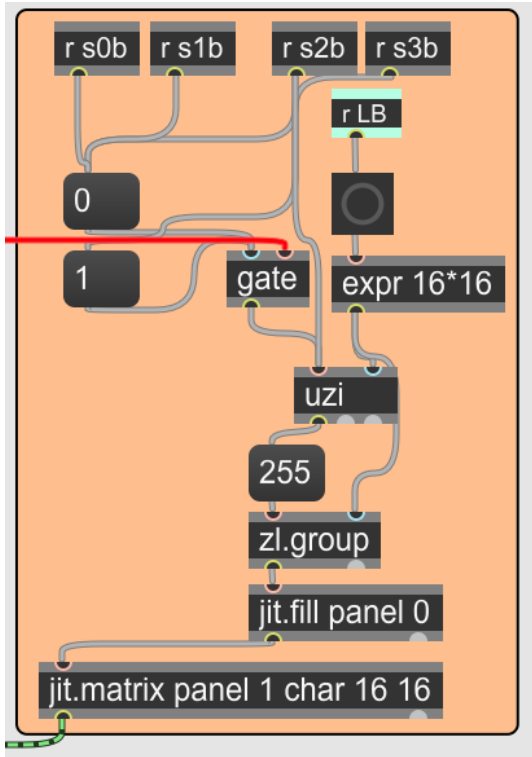 r s0b
r s1b
r s2b
r s3b
r LB
0
1
gate
expr 16*16
uzi
255
zl.group
jit.fill panel 0
jit.matrix panel 1 char 16 16